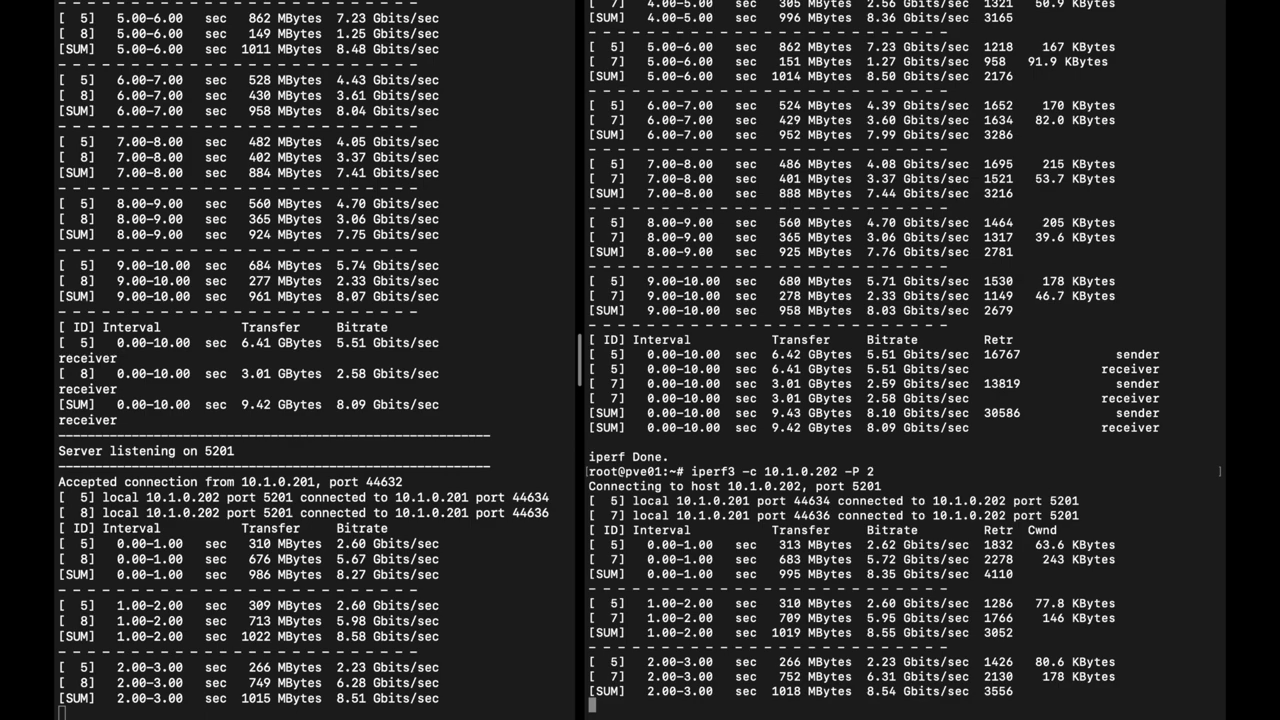 [  5]   5.00-6.00   sec   862 MBytes  7.23 Gbits/sec
[  8]   5.00-6.00   sec   149 MBytes  1.25 Gbits/sec
[SUM]   5.00-6.00   sec  1011 MBytes  8.48 Gbits/sec
- - - - - - - - - - - - - - - - - - - - - - - - -
[  5]   6.00-7.00   sec   528 MBytes  4.43 Gbits/sec
[  8]   6.00-7.00   sec   430 MBytes  3.61 Gbits/sec
[SUM]   6.00-7.00   sec   958 MBytes  8.04 Gbits/sec
- - - - - - - - - - - - - - - - - - - - - - - - -
[  5]   7.00-8.00   sec   482 MBytes  4.05 Gbits/sec
[  8]   7.00-8.00   sec   402 MBytes  3.37 Gbits/sec
[SUM]   7.00-8.00   sec   884 MBytes  7.41 Gbits/sec
- - - - - - - - - - - - - - - - - - - - - - - - -
[  5]   8.00-9.00   sec   560 MBytes  4.70 Gbits/sec
[  8]   8.00-9.00   sec   365 MBytes  3.06 Gbits/sec
[SUM]   8.00-9.00   sec   924 MBytes  7.75 Gbits/sec
- - - - - - - - - - - - - - - - - - - - - - - - -
[  5]   9.00-10.00  sec   684 MBytes  5.74 Gbits/sec
[  8]   9.00-10.00  sec   277 MBytes  2.33 Gbits/sec
[SUM]   9.00-10.00  sec   961 MBytes  8.07 Gbits/sec
- - - - - - - - - - - - - - - - - - - - - - - - -
[ ID] Interval           Transfer     Bitrate
[  5]   0.00-10.00  sec  6.41 GBytes  5.51 Gbits/sec
receiver
[  8]   0.00-10.00  sec  3.01 GBytes  2.58 Gbits/sec
receiver
[SUM]   0.00-10.00  sec  9.42 GBytes  8.09 Gbits/sec
receiver
-----------------------------------------------------------
Server listening on 5201
-----------------------------------------------------------
Accepted connection from 10.1.0.201, port 44632
[  5] local 10.1.0.202 port 5201 connected to 10.1.0.201 port 44634
[  8] local 10.1.0.202 port 5201 connected to 10.1.0.201 port 44636
[ ID] Interval           Transfer     Bitrate
[  5]   0.00-1.00   sec   310 MBytes  2.60 Gbits/sec
[  8]   0.00-1.00   sec   676 MBytes  5.67 Gbits/sec
[SUM]   0.00-1.00   sec   986 MBytes  8.27 Gbits/sec
- - - - - - - - - - - - - - - - - - - - - - - - -
[  5]   1.00-2.00   sec   309 MBytes  2.60 Gbits/sec
[  8]   1.00-2.00   sec   713 MBytes  5.98 Gbits/sec
[SUM]   1.00-2.00   sec  1022 MBytes  8.58 Gbits/sec
- - - - - - - - - - - - - - - - - - - - - - - - -
[  5]   2.00-3.00   sec   266 MBytes  2.23 Gbits/sec
[  8]   2.00-3.00   sec   749 MBytes  6.28 Gbits/sec
[SUM]   2.00-3.00   sec  1015 MBytes  8.51 Gbits/sec
[  7]   4.00-5.00   sec   305 MBytes  2.56 Gbits/sec  1321   50.9 KBytes
[SUM]   4.00-5.00   sec   996 MBytes  8.36 Gbits/sec  3165
- - - - - - - - - - - - - - - - - - - - - - - - -
[  5]   5.00-6.00   sec   862 MBytes  7.23 Gbits/sec  1218    167 KBytes
[  7]   5.00-6.00   sec   151 MBytes  1.27 Gbits/sec  958   91.9 KBytes
[SUM]   5.00-6.00   sec  1014 MBytes  8.50 Gbits/sec  2176
- - - - - - - - - - - - - - - - - - - - - - - - -
[  5]   6.00-7.00   sec   524 MBytes  4.39 Gbits/sec  1652    170 KBytes
[  7]   6.00-7.00   sec   429 MBytes  3.60 Gbits/sec  1634   82.0 KBytes
[SUM]   6.00-7.00   sec   952 MBytes  7.99 Gbits/sec  3286
- - - - - - - - - - - - - - - - - - - - - - - - -
[  5]   7.00-8.00   sec   486 MBytes  4.08 Gbits/sec  1695    215 KBytes
[  7]   7.00-8.00   sec   401 MBytes  3.37 Gbits/sec  1521   53.7 KBytes
[SUM]   7.00-8.00   sec   888 MBytes  7.44 Gbits/sec  3216
- - - - - - - - - - - - - - - - - - - - - - - - -
[  5]   8.00-9.00   sec   560 MBytes  4.70 Gbits/sec  1464    205 KBytes
[  7]   8.00-9.00   sec   365 MBytes  3.06 Gbits/sec  1317   39.6 KBytes
[SUM]   8.00-9.00   sec   925 MBytes  7.76 Gbits/sec  2781
- - - - - - - - - - - - - - - - - - - - - - - - -
[  5]   9.00-10.00  sec   680 MBytes  5.71 Gbits/sec  1530    178 KBytes
[  7]   9.00-10.00  sec   278 MBytes  2.33 Gbits/sec  1149   46.7 KBytes
[SUM]   9.00-10.00  sec   958 MBytes  8.03 Gbits/sec  2679
- - - - - - - - - - - - - - - - - - - - - - - - -
[ ID] Interval           Transfer     Bitrate         Retr
[  5]   0.00-10.00  sec  6.42 GBytes  5.51 Gbits/sec  16767             sender
[  5]   0.00-10.00  sec  6.41 GBytes  5.51 Gbits/sec                  receiver
[  7]   0.00-10.00  sec  3.01 GBytes  2.59 Gbits/sec  13819             sender
[  7]   0.00-10.00  sec  3.01 GBytes  2.58 Gbits/sec                  receiver
[SUM]   0.00-10.00  sec  9.43 GBytes  8.10 Gbits/sec  30586             sender
[SUM]   0.00-10.00  sec  9.42 GBytes  8.09 Gbits/sec                  receiver
iperf Done.
[root@pve01:~# iperf3 -c 10.1.0.202 -P 2 ]
Connecting to host 10.1.0.202, port 5201
[  5] local 10.1.0.201 port 44634 connected to 10.1.0.202 port 5201
[  7] local 10.1.0.201 port 44636 connected to 10.1.0.202 port 5201
[ ID] Interval           Transfer     Bitrate         Retr  Cwnd
[  5]   0.00-1.00   sec   313 MBytes  2.62 Gbits/sec  1832   63.6 KBytes
[  7]   0.00-1.00   sec   683 MBytes  5.72 Gbits/sec  2278    243 KBytes
[SUM]   0.00-1.00   sec   995 MBytes  8.35 Gbits/sec  4110
- - - - - - - - - - - - - - - - - - - - - - - - -
[  5]   1.00-2.00   sec   310 MBytes  2.60 Gbits/sec  1286   77.8 KBytes
[  7]   1.00-2.00   sec   709 MBytes  5.95 Gbits/sec  1766    146 KBytes
[SUM]   1.00-2.00   sec  1019 MBytes  8.55 Gbits/sec  3052
- - - - - - - - - - - - - - - - - - - - - - - - -
[  5]   2.00-3.00   sec   266 MBytes  2.23 Gbits/sec  1426   80.6 KBytes
[  7]   2.00-3.00   sec   752 MBytes  6.31 Gbits/sec  2130    178 KBytes
[SUM]   2.00-3.00   sec  1018 MBytes  8.54 Gbits/sec  3556